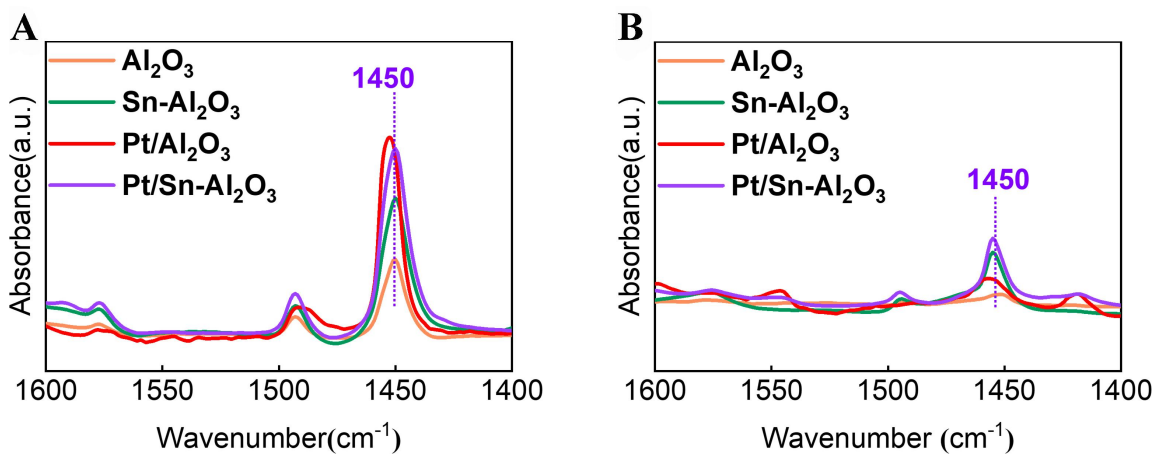 A
Al₂O₃
Sn-Al₂O₃
Pt/Al₂O₃
Pt/Sn-Al₂O₃
1450
Absorbance(a.u.)
1600
1550
1500
1450
1400
Wavenumber(cm⁻¹)
B
Al₂O₃
Sn-Al₂O₃
Pt/Al₂O₃
Pt/Sn-Al₂O₃
1450
Absorbance(a.u.)
1600
1550
1500
1450
1400
Wavenumber (cm⁻¹)